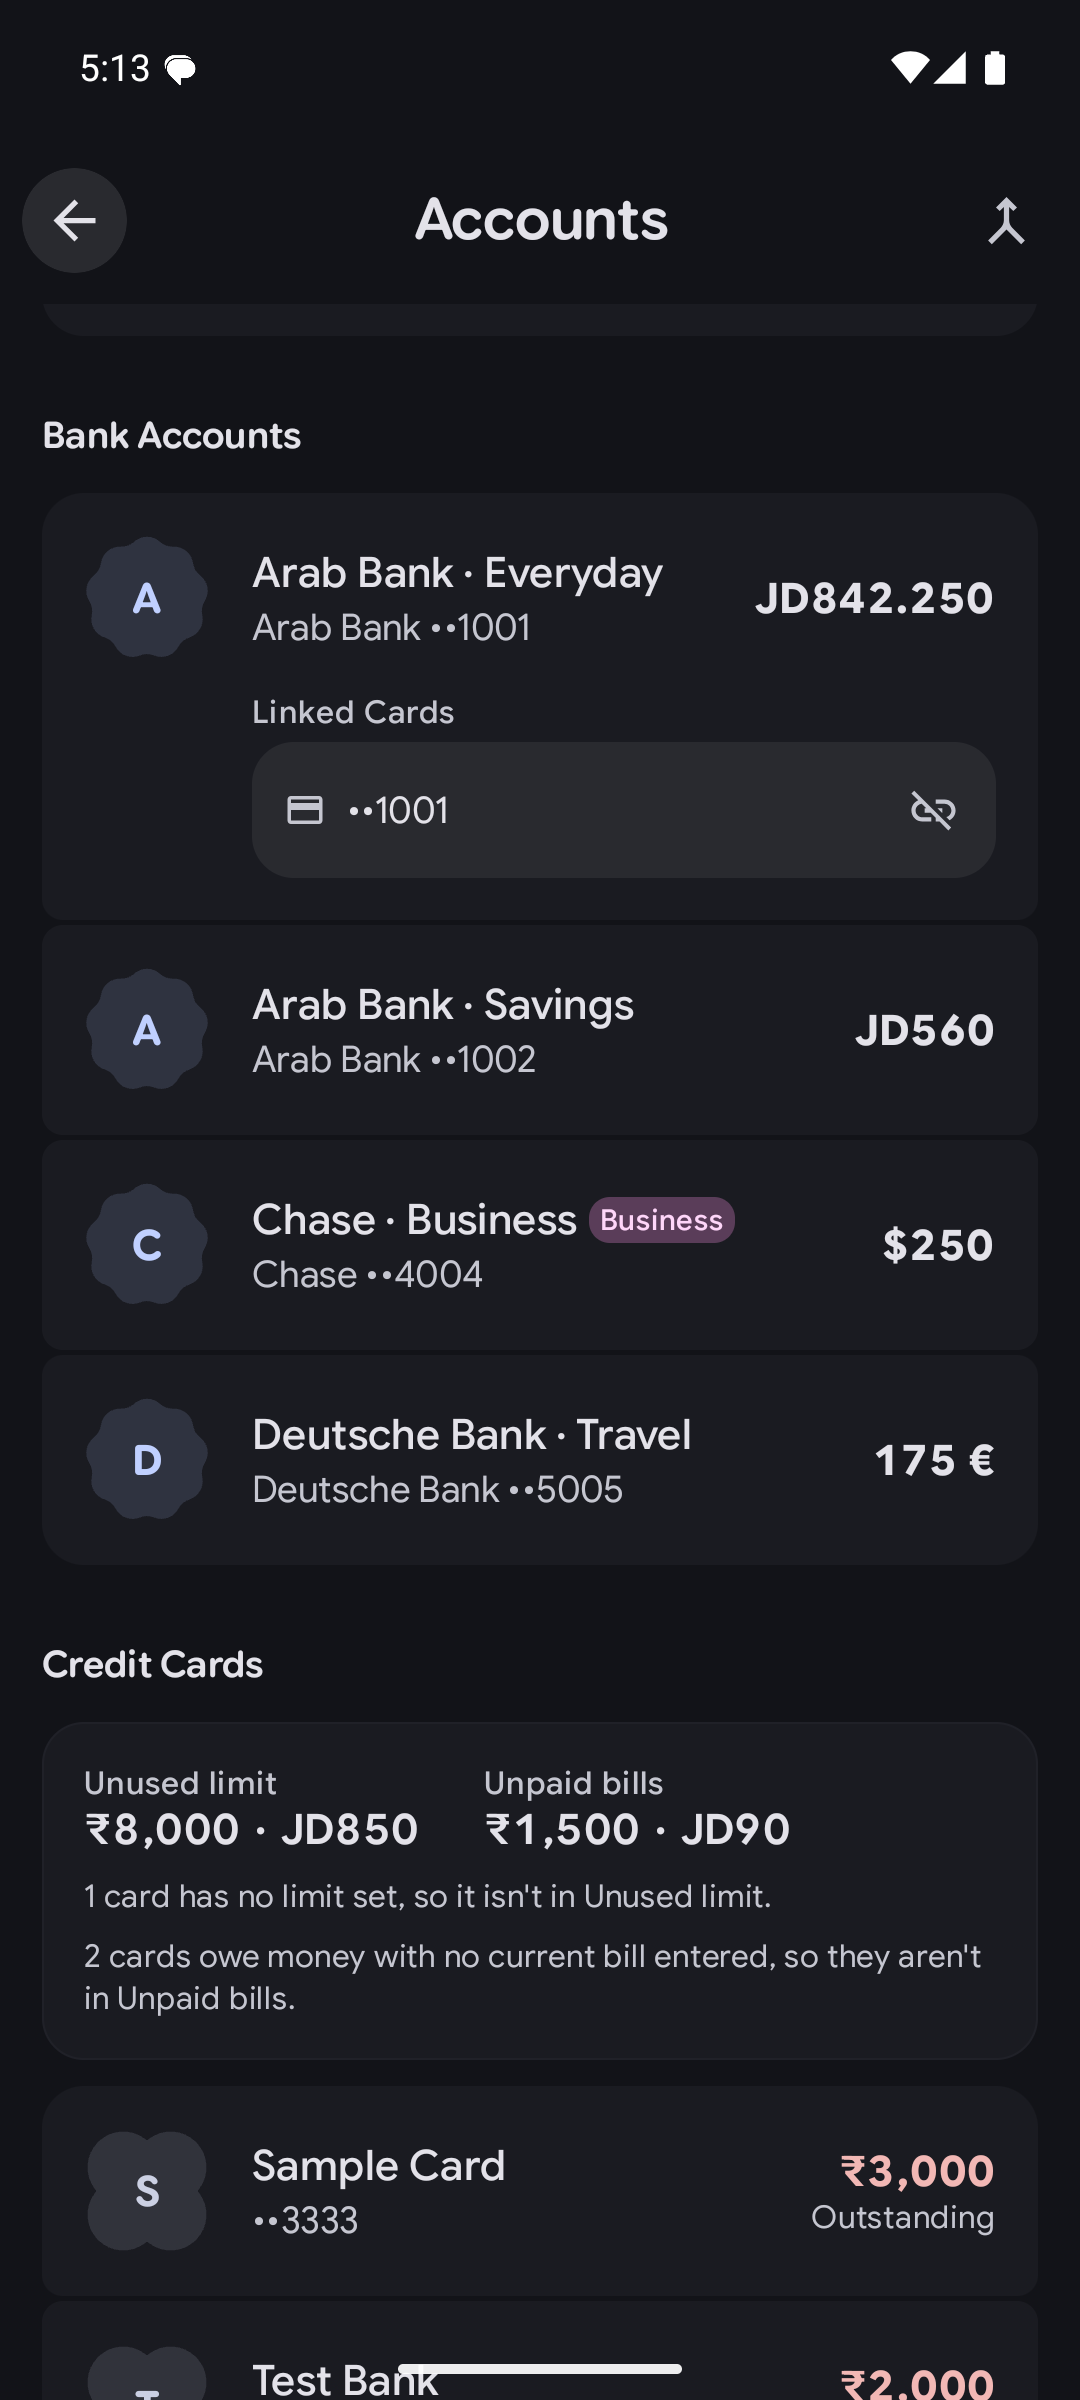 5:13
Accounts
Bank Accounts
A
Arab Bank · Everyday
Arab Bank ••1001
JD842.250
Linked Cards
••1001
A
Arab Bank · Savings
Arab Bank ••1002
JD560
C
Chase · Business
Business
Chase ••4004
$250
D
Deutsche Bank · Travel
Deutsche Bank ••5005
175 €
Credit Cards
Unused limit
₹8,000 · JD850
Unpaid bills
₹1,500 · JD90
1 card has no limit set, so it isn't in Unused limit.
2 cards owe money with no current bill entered, so they aren't
in Unpaid bills.
S
Sample Card
••3333
₹3,000
Outstanding
T
Test Bank
₹2,000